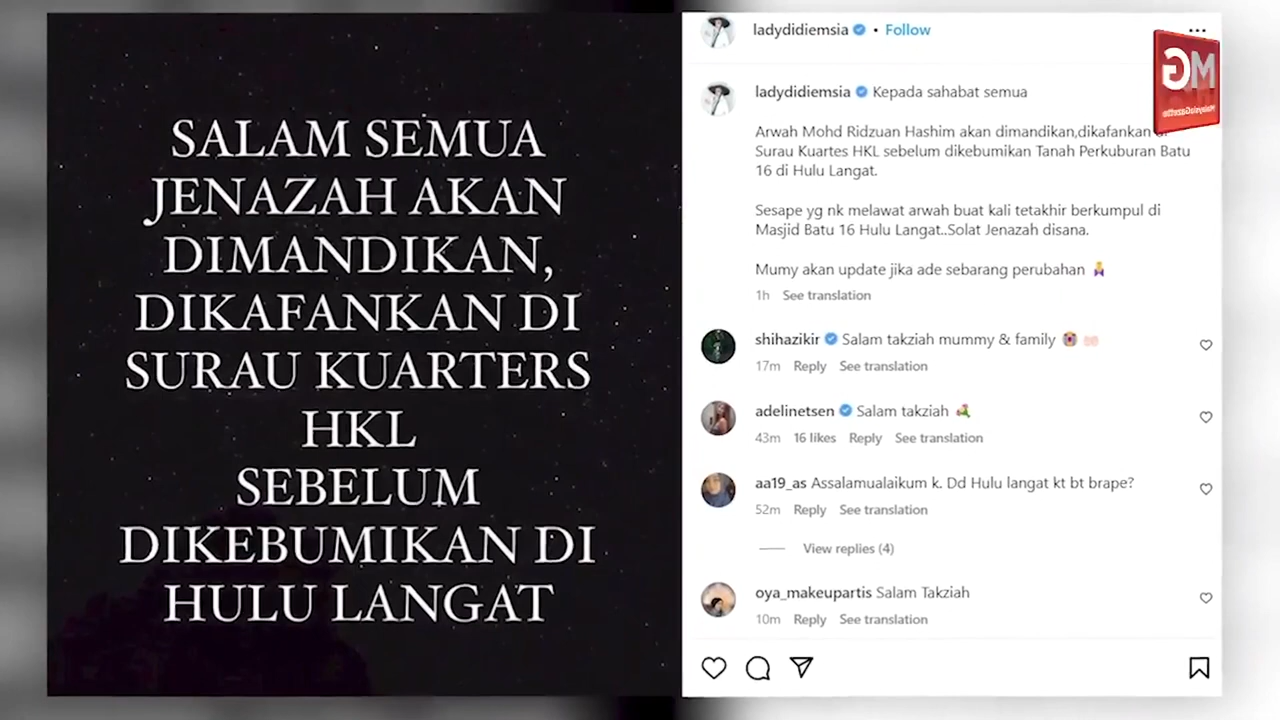 SALAM SEMUA
JENAZAH AKAN
DIMANDIKAN,
DIKAFANKAN DI
SURAU KUARTERS
HKL
SEBELUM
DIKEBUMIKAN DI
HULU LANGAT
ladydidiemsia • Follow
MG
MalaysiaGazette
ladydidiemsia Kepada sahabat semua
Arwah Mohd Ridzuan Hashim akan dimandikan,dikafankan
Surau Kuartes HKL sebelum dikebumikan Tanah Perkuburan Batu
16 di Hulu Langat.
Sesape yg nk melawat arwah buat kali tetakhir berkumpul di
Masjid Batu 16 Hulu Langat..Solat Jenazah disana.
Mumy akan update jika ade sebarang perubahan
1h See translation
shihazikir Salam takziah mummy & family
17m Reply See translation
adelinetsen Salam takziah
43m 16 likes Reply See translation
aa19_as Assalamualaikum k. Dd Hulu langat kt bt brape?
52m Reply See translation
View replies (4)
oya_makeupartis Salam Takziah
10m Reply See translation